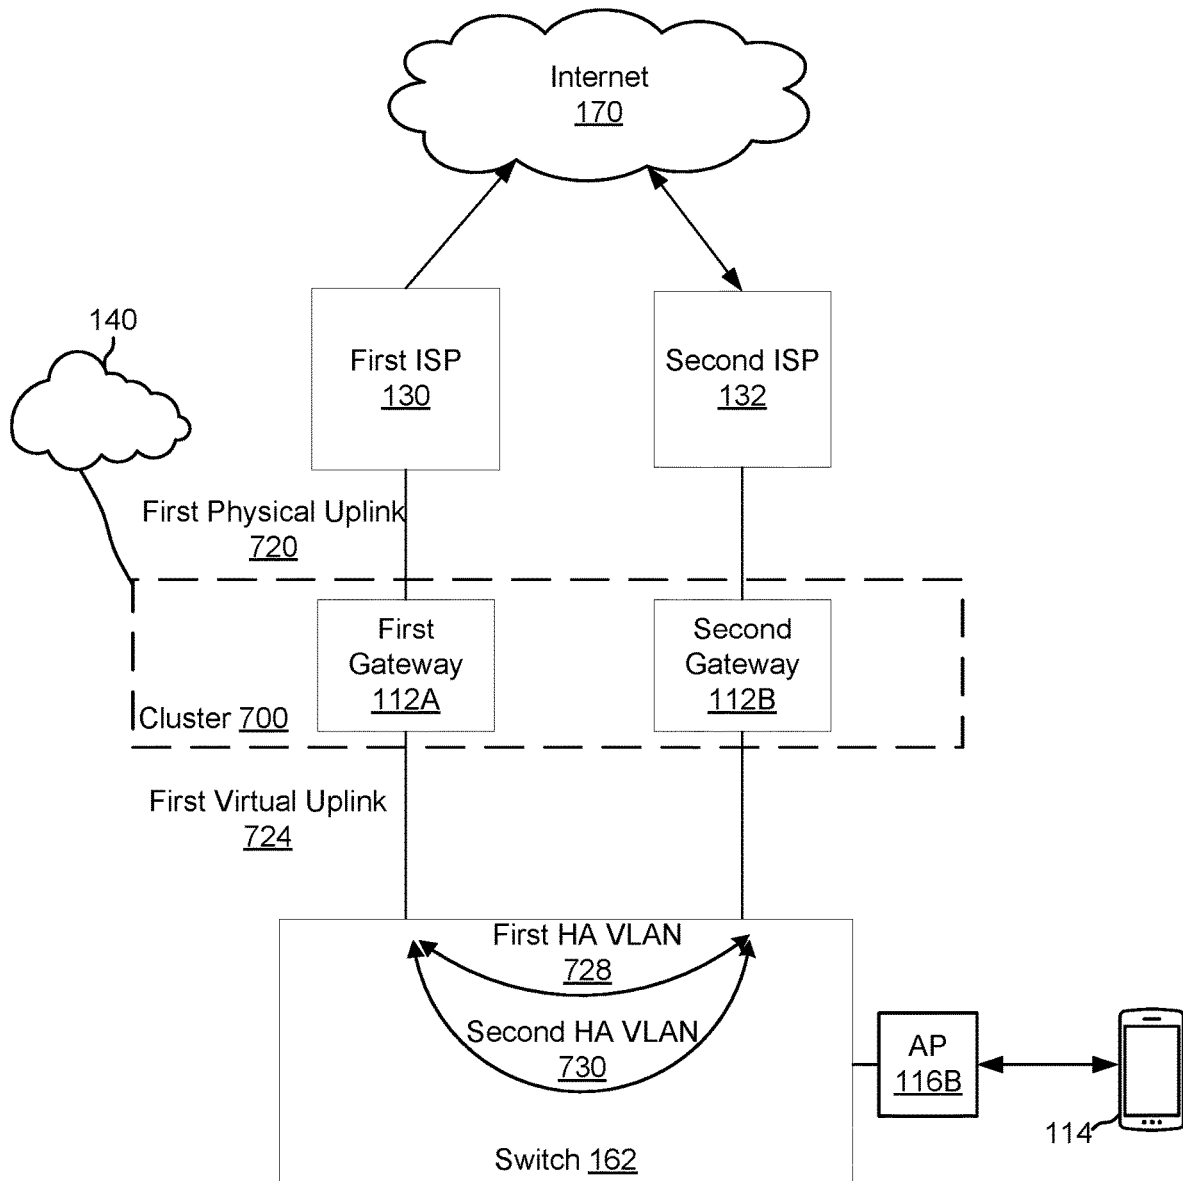 Internet
170
140
First ISP
130
Second ISP
132
First Physical Uplink
720
First
Gateway
112A
Second
Gateway
112B
Cluster 700
First Virtual Uplink
724
First HA VLAN
728
Second HA VLAN
730
AP
116B
114
Switch 162